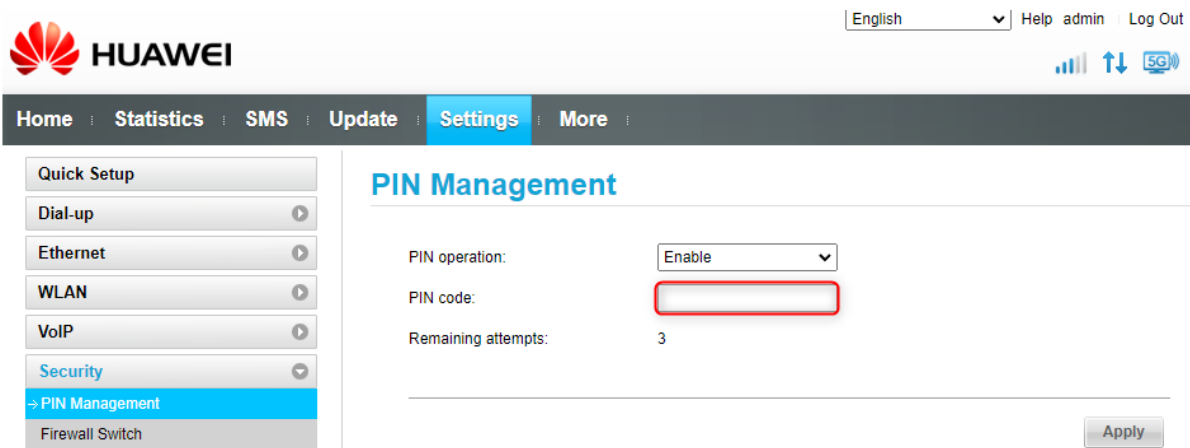 English Help admin Log Out
HUAWEI
5G
Home Statistics SMS Update Settings More
Quick Setup
Dial-up
Ethernet
WLAN
VoIP
Security
→ PIN Management
Firewall Switch
PIN Management
PIN operation: Enable
PIN code:
Remaining attempts: 3
Apply